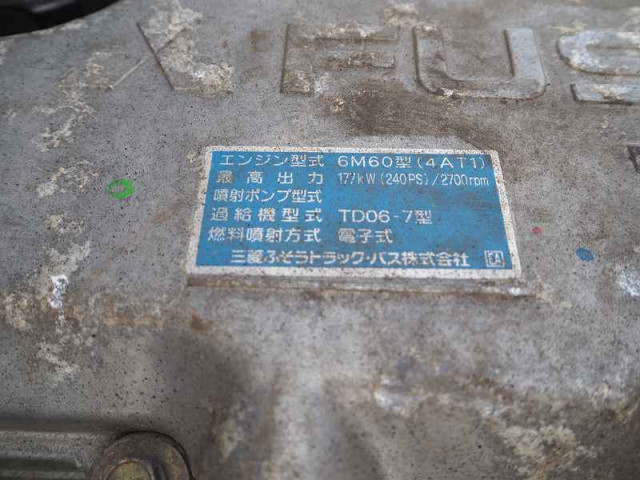 FUS
エンジン型式 6M60型(4AT1)
最高出力 177kW(240PS)/2700rpm
噴射ポンプ型式
過給機型式 TD06-7型
燃料噴射方式 電子式
三菱ふそうトラック・バス株式会社